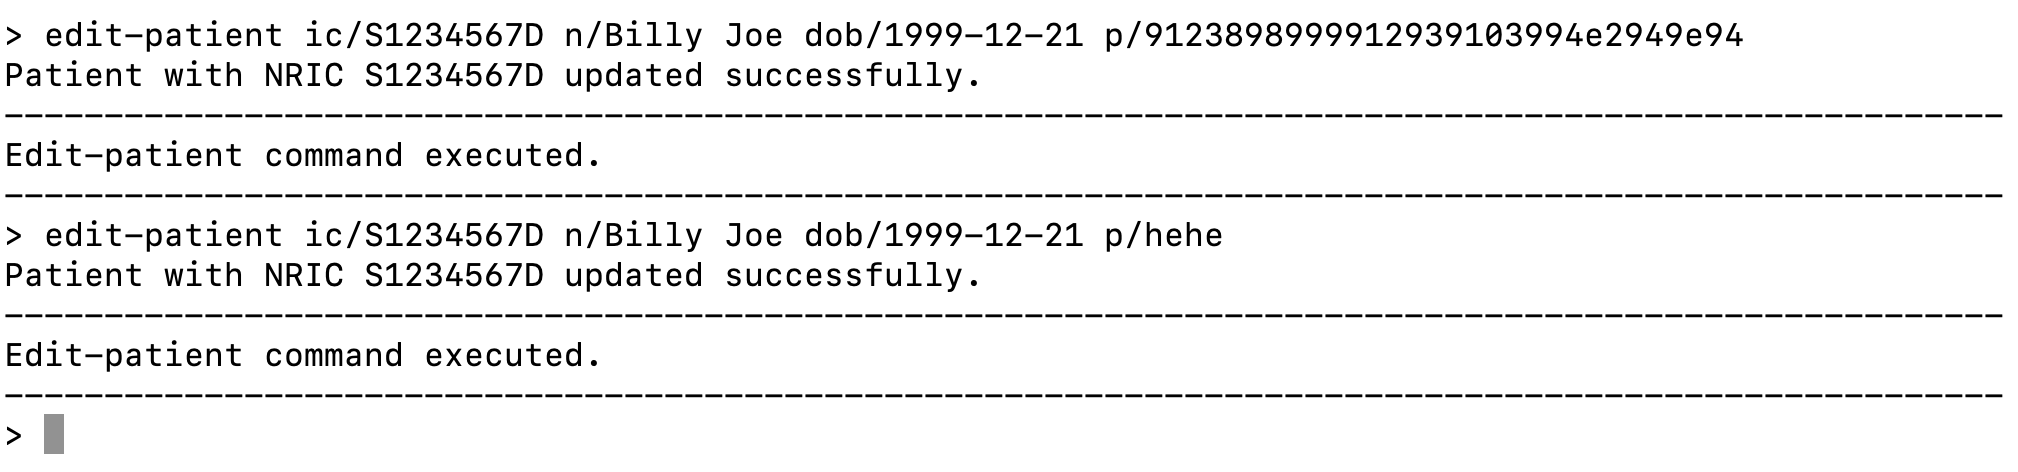 > edit-patient ic/S1234567D n/Billy Joe dob/1999-12-21 p/9123898999912939103994e2949e94
Patient with NRIC S1234567D updated successfully.
----------------------------------------------------------------------------------------------------
Edit-patient command executed.
----------------------------------------------------------------------------------------------------
> edit-patient ic/S1234567D n/Billy Joe dob/1999-12-21 p/hehe
Patient with NRIC S1234567D updated successfully.
----------------------------------------------------------------------------------------------------
Edit-patient command executed.
----------------------------------------------------------------------------------------------------
>